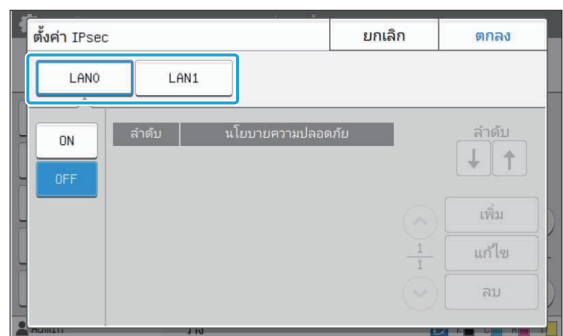 ตั้งค่า IPsec
ยกเลิก
ตกลง
LAN0
LAN1
ON
OFF
ลำดับ
นโยบายความปลอดภัย
ลำดับ
เพิ่ม
1
1
แก้ไข
ลบ